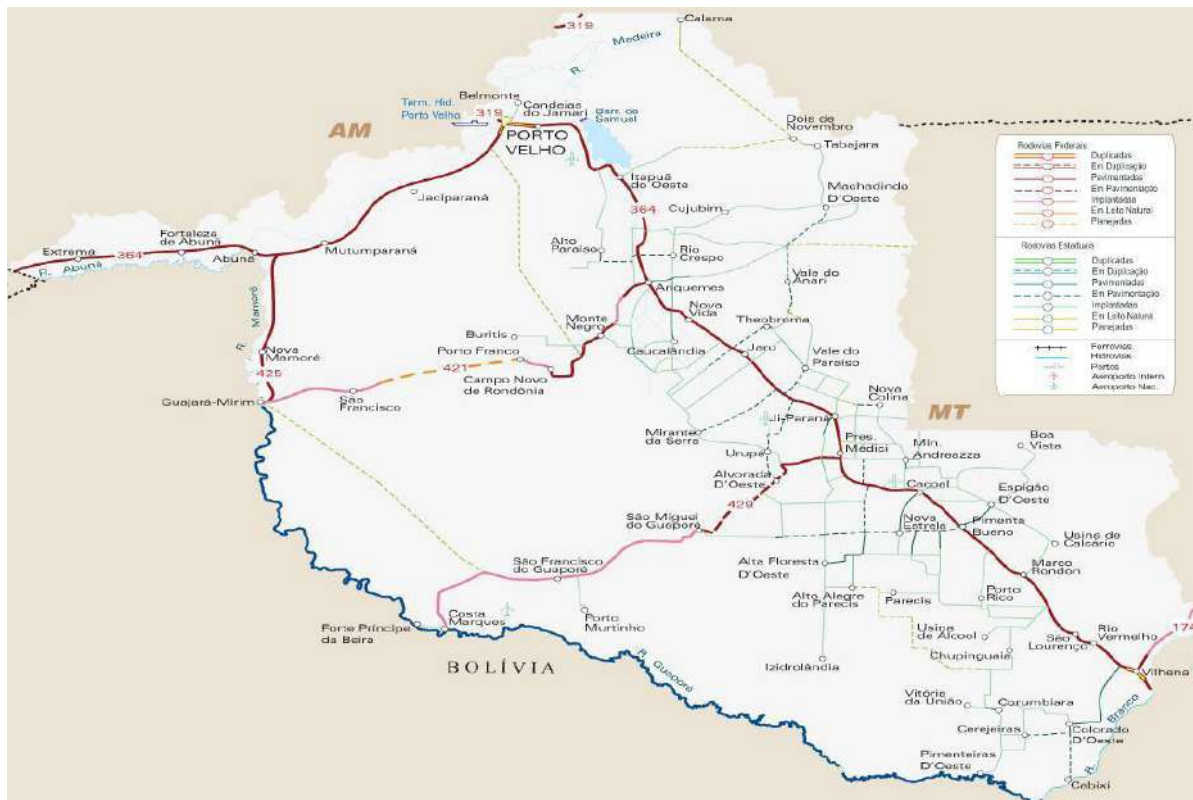 319
Calama
R. Madeira
Belmonte
Term. Hid.
Porto Velho
319
Candeias
do Jamari
Barr. de
Samuel
AM
PORTO
VELHO
Dois de
Novembro
Tabajara
Itapuã
do Oeste
Machadindo
D'Oeste
Jaciparaná
364
Cujubim
Fortaleza
de Abunã
Extrema
364
R. Abunã
Abunã
Mutumparaná
Alto
Paraíso
Rio
Crespo
Vale do
Anari
Ariquemes
R. Mamoré
Nova
Vida
Monte
Negro
Theobroma
Buritis
Nova
Mamoré
Porto Franco
Caucalândia
Jaru
Vale do
Paraíso
425
421
Campo Novo
de Rondônia
Nova
Colina
Guajará-Mirim
São
Francisco
Ji-Paraná
MT
Mirante
da Serra
Pres.
Médici
Min.
Andreazza
Boa
Vista
Urupá
Alvorada
D'Oeste
Cacoal
Espigão
D'Oeste
429
São Miguel
do Guaporé
Nova
Estrela
Pimenta
Bueno
Usina de
Calcário
São Francisco
do Guaporé
Alta Floresta
D'Oeste
Marco
Rondon
Alto Alegre
do Parecis
Parecis
Porto
Rico
Costa
Marques
Porto
Murtinho
Forte Príncipe
da Beira
Usina
de Álcool
São
Lourenço
Rio
Vermelho
174
Chupinguaia
BOLÍVIA
R. Guaporé
Izidrolândia
Vilhena
Vitória
da União
Corumbiara
R. Branco
Cerejeiras
Colorado
D'Oeste
Pimenteiras
D'Oeste
Cabixi
Rodovias Federais
Duplicadas
Em Duplicação
Pavimentadas
Em Pavimentação
Implantadas
Em Leito Natural
Planejadas
Rodovias Estaduais
Duplicadas
Em Duplicação
Pavimentadas
Em Pavimentação
Implantadas
Em Leito Natural
Planejadas
Ferrovias
Hidrovias
Portos
Aeroporto Intern.
Aeroporto Nac.